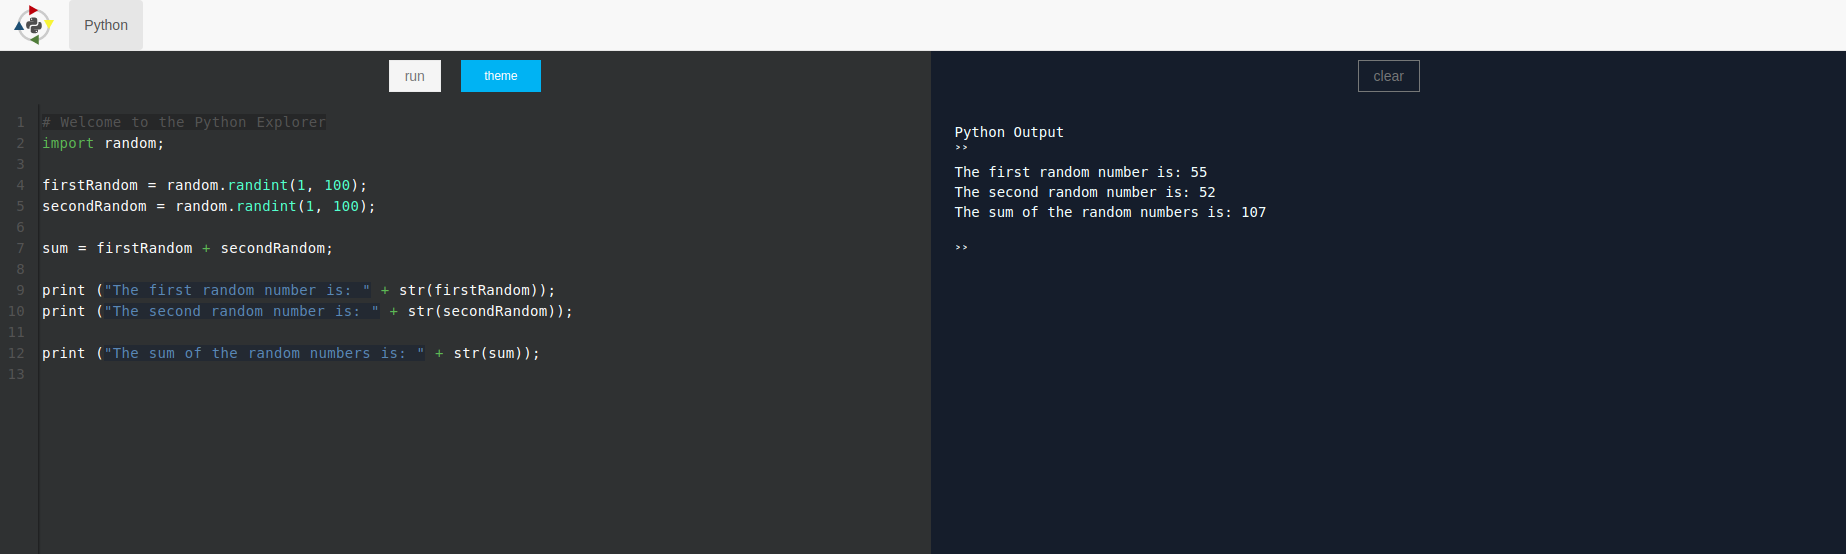 Python
run theme
1 # Welcome to the Python Explorer
2 import random;
3
4 firstRandom = random.randint(1, 100);
5 secondRandom = random.randint(1, 100);
6
7 sum = firstRandom + secondRandom;
8
9 print ("The first random number is: " + str(firstRandom));
10 print ("The second random number is: " + str(secondRandom));
11
12 print ("The sum of the random numbers is: " + str(sum));
13
clear
Python Output
>>
The first random number is: 55
The second random number is: 52
The sum of the random numbers is: 107
>>